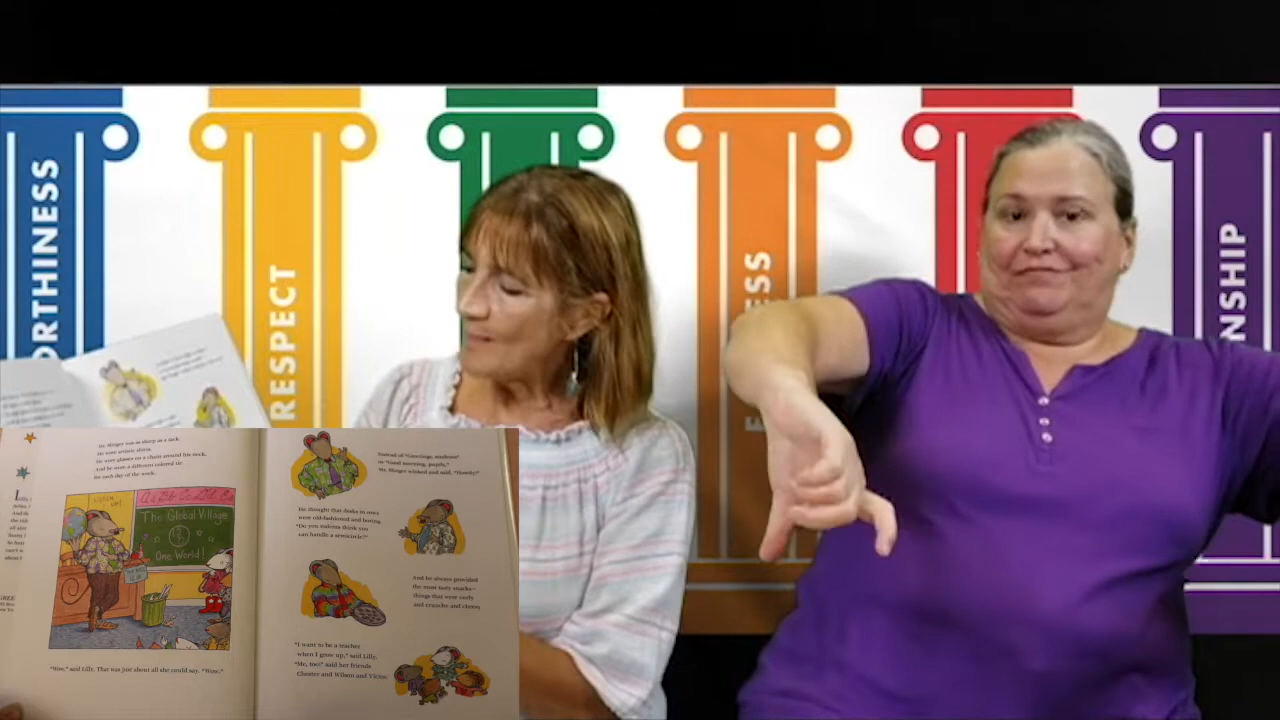 ORTHINESS
RESPECT
ESS
NSHIP
Mr. Slinger was as sharp as a tack.
He wore artistic shirts.
He wore glasses on a chain around his neck.
And he wore a different colored tie
for each day of the week.
LISTEN UP!
The Global Village
One World!
"Wow," said Lilly. That was just about all she could say. "Wow."
Instead of "Greetings, students"
or "Good morning, pupils,"
Mr. Slinger winked and said, "Howdy!"
He thought that desks in rows
were old-fashioned and boring.
"Do you rodents think you
can handle a semicircle?"
And he always provided
the most tasty snacks—
things that were curly
and crunchy and cheesy.
"I want to be a teacher
when I grow up," said Lilly.
"Me, too!" said her friends
Chester and Wilson and Victor.